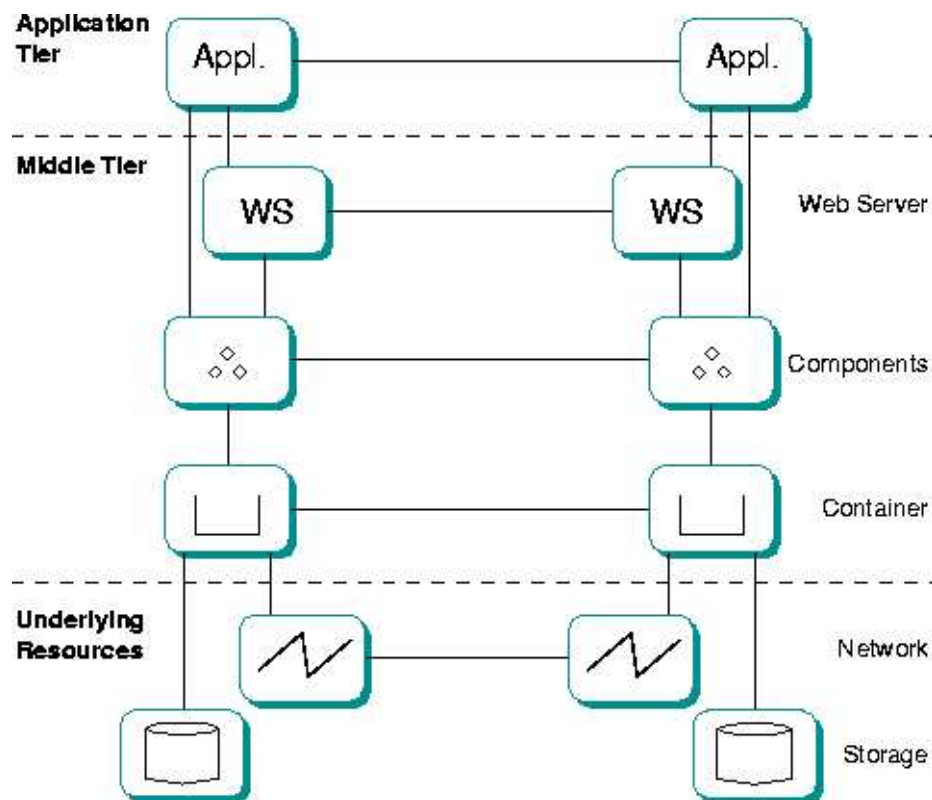 Application
Tier
Appl.
Appl.
Middle Tier
WS
WS
Web Server
Components
Container
Underlying
Resources
Network
Storage